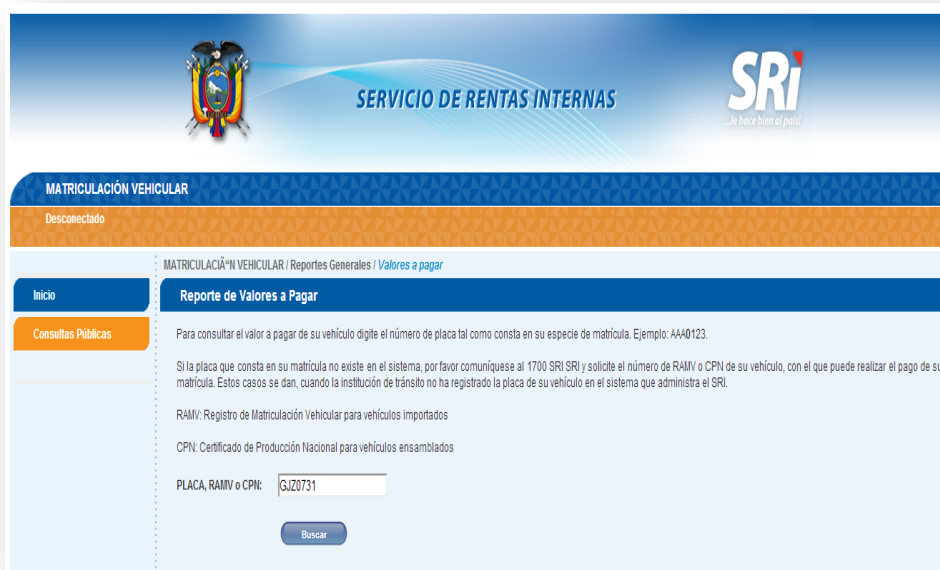 SERVICIO DE RENTAS INTERNAS
SRi
...le hace bien al país!
MATRICULACIÓN VEHICULAR
Desconectado
MATRICULACIÃ“N VEHICULAR / Reportes Generales / Valores a pagar
Inicio
Reporte de Valores a Pagar
Consultas Públicas
Para consultar el valor a pagar de su vehículo digite el número de placa tal como consta en su especie de matrícula. Ejemplo: AAA0123.
Si la placa que consta en su matrícula no existe en el sistema, por favor comuníquese al 1700 SRI SRI y solicite el número de RAMV o CPN de su vehículo, con el que puede realizar el pago de su
matrícula. Estos casos se dan, cuando la institución de tránsito no ha registrado la placa de su vehículo en el sistema que administra el SRI.
RAMV: Registro de Matriculación Vehicular para vehículos importados
CPN: Certificado de Producción Nacional para vehículos ensamblados
PLACA, RAMV o CPN: GJZ0731
Buscar